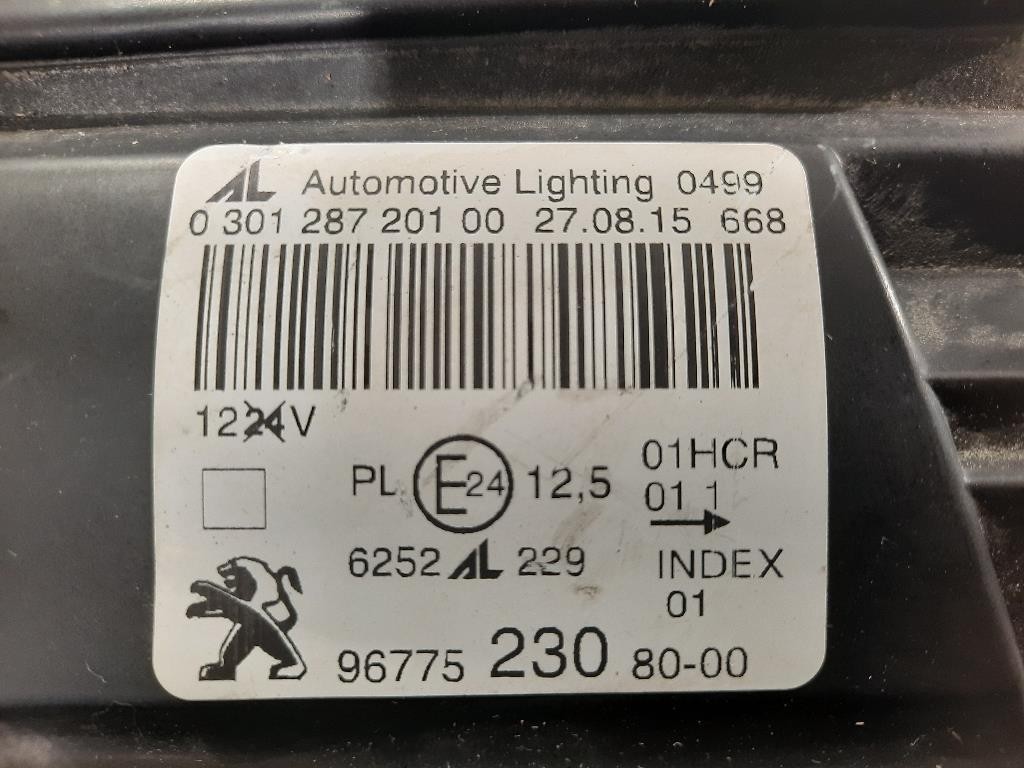 AL Automotive Lighting 0499
0 301 287 201 00 27.08.15 668
1224V
PL E24 12,5 01HCR
01 1
6252 AL 229 INDEX
01
96775 230 80-00